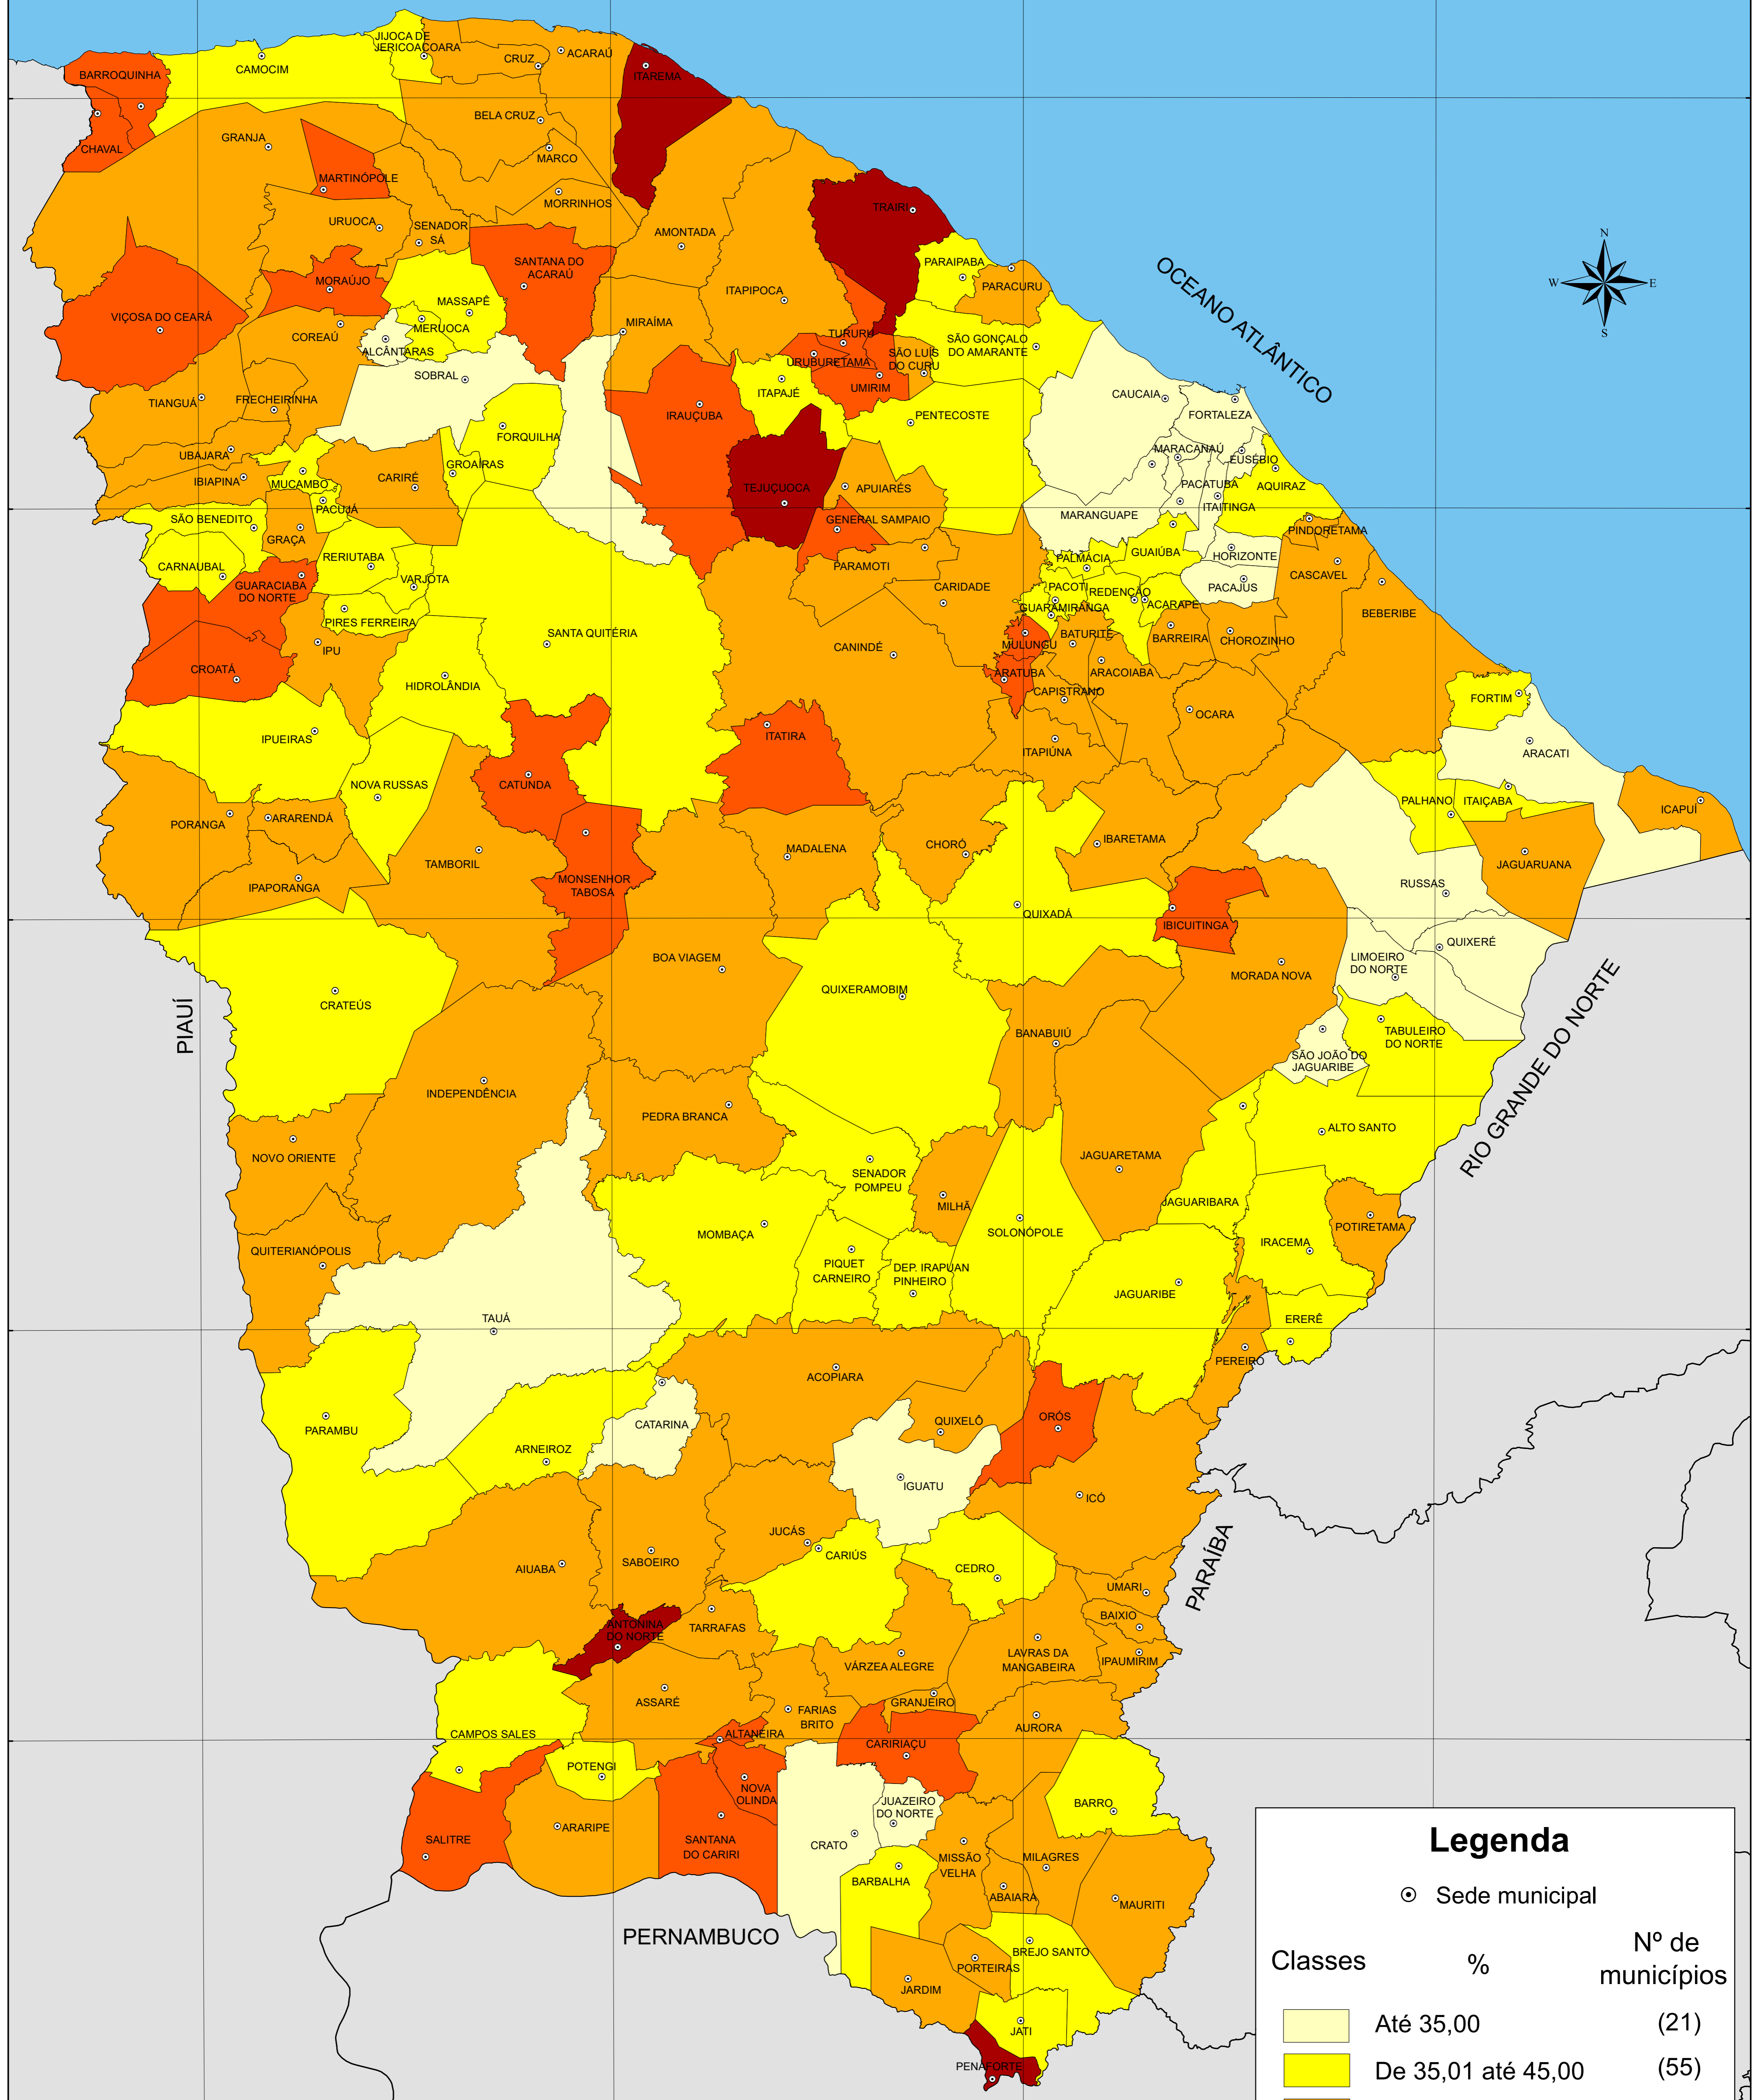 JIJOCA DE
JERICOACOARA
CAMOCIM
BARROQUINHA
CRUZ
ACARAÚ
ITAREMA
BELA CRUZ
CHAVAL
GRANJA
MARCO
MARTINÓPOLE
MORRINHOS
URUOCA
SENADOR
SÁ
AMONTADA
TRAIRI
SANTANA DO
ACARAÚ
MORAÚJO
PARAIPABA
PARACURU
ITAPIPOCA
MASSAPÊ
VIÇOSA DO CEARÁ
MERUOCA
MIRAÍMA
COREAÚ
ALCÂNTARAS
TURURU
URUBURETAMA
SÃO LUÍS
DO CURU
SÃO GONÇALO
DO AMARANTE
SOBRAL
UMIRIM
ITAPAJÉ
OCEANO ATLÂNTICO
N
W
E
S
TIANGUÁ
FRECHEIRINHA
IRAUÇUBA
PENTECOSTE
CAUCAIA
FORTALEZA
FORQUILHA
UBAJARA
MARACANAÚ
EUSÉBIO
GROAÍRAS
CARIRÉ
IBIAPINA
MUCAMBO
TEJUÇUOCA
APUIARÉS
PACATUBA
AQUIRAZ
ITAITINGA
PACUJÁ
MARANGUAPE
SÃO BENEDITO
GENERAL SAMPAIO
PINDORETAMA
GRAÇA
RERIUTABA
PALMÁCIA
GUAIÚBA
HORIZONTE
CARNAUBAL
VARJOTA
PARAMOTI
CASCAVEL
GUARACIABA
DO NORTE
CARIDADE
PACOTI
REDENÇÃO
PACAJUS
GUARAMIRANGA
ACARAPE
BEBERIBE
PIRES FERREIRA
SANTA QUITÉRIA
BATURITÉ
BARREIRA
CHOROZINHO
IPU
CANINDÉ
MULUNGU
CROATÁ
HIDROLÂNDIA
ARATUBA
ARACOIABA
CAPISTRANO
FORTIM
OCARA
IPUEIRAS
ITATIRA
ITAPIÚNA
ARACATI
NOVA RUSSAS
CATUNDA
PALHANO
ITAIÇABA
ICAPUÍ
PORANGA
ARARENDÁ
TAMBORIL
MADALENA
CHORÓ
IBARETAMA
JAGUARUANA
IPAPORANGA
MONSENHOR
TABOSA
RUSSAS
QUIXADÁ
IBICUITINGA
QUIXERÉ
BOA VIAGEM
MORADA NOVA
LIMOEIRO
DO NORTE
PIAUÍ
CRATEÚS
QUIXERAMOBIM
BANABUIÚ
TABULEIRO
DO NORTE
SÃO JOÃO DO
JAGUARIBE
RIO GRANDE DO NORTE
INDEPENDÊNCIA
PEDRA BRANCA
ALTO SANTO
NOVO ORIENTE
JAGUARETAMA
SENADOR
POMPEU
MILHÃ
JAGUARIBARA
SOLONÓPOLE
POTIRETAMA
MOMBAÇA
IRACEMA
QUITERIANÓPOLIS
PIQUET
CARNEIRO
DEP. IRAPUAN
PINHEIRO
JAGUARIBE
TAUÁ
ERERÊ
PEREIRO
ACOPIARA
CATARINA
QUIXELÔ
ORÓS
PARAMBU
ARNEIROZ
IGUATU
ICÓ
JUCÁS
CARIÚS
AIUABA
SABOEIRO
CEDRO
PARAÍBA
UMARI
BAIXIO
ANTONINA
DO NORTE
TARRAFAS
LAVRAS DA
MANGABEIRA
IPAUMIRIM
VÁRZEA ALEGRE
ASSARÉ
GRANJEIRO
FARIAS
BRITO
AURORA
CAMPOS SALES
ALTANEIRA
CARIRIAÇU
POTENGI
NOVA
OLINDA
JUAZEIRO
DO NORTE
BARRO
ARARIPE
SALITRE
SANTANA
DO CARIRI
CRATO
MISSÃO
VELHA
MILAGRES
BARBALHA
ABAIARA
MAURITI
PERNAMBUCO
BREJO SANTO
PORTEIRAS
JARDIM
JATI
PENAFORTE
Legenda
Sede municipal
Classes
%
Nº de
municípios
Até 35,00
(21)
De 35,01 até 45,00
(55)